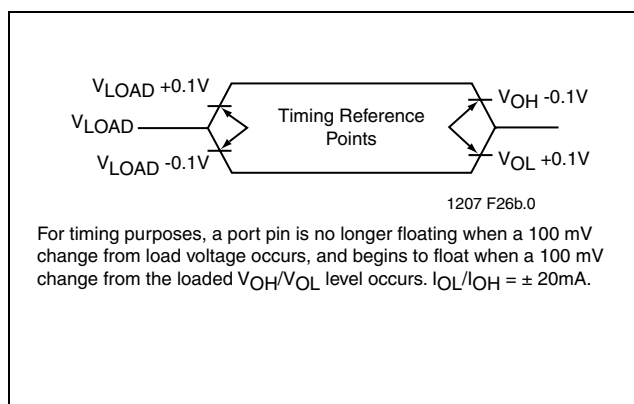 VLOAD +0.1V
VLOAD
VLOAD -0.1V
Timing Reference
Points
VOH -0.1V
VOL +0.1V
1207 F26b.0
For timing purposes, a port pin is no longer floating when a 100 mV
change from load voltage occurs, and begins to float when a 100 mV
change from the loaded VOH/VOL level occurs. IOL/IOH = ± 20mA.